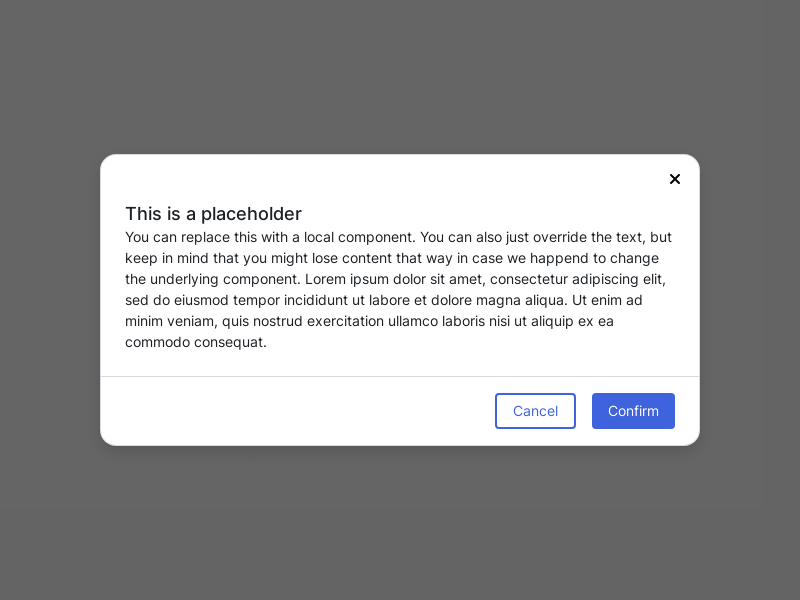 This is a placeholder
You can replace this with a local component. You can also just override the text, but
keep in mind that you might lose content that way in case we happend to change
the underlying component. Lorem ipsum dolor sit amet, consectetur adipiscing elit,
sed do eiusmod tempor incididunt ut labore et dolore magna aliqua. Ut enim ad
minim veniam, quis nostrud exercitation ullamco laboris nisi ut aliquip ex ea
commodo consequat.
Cancel
Confirm